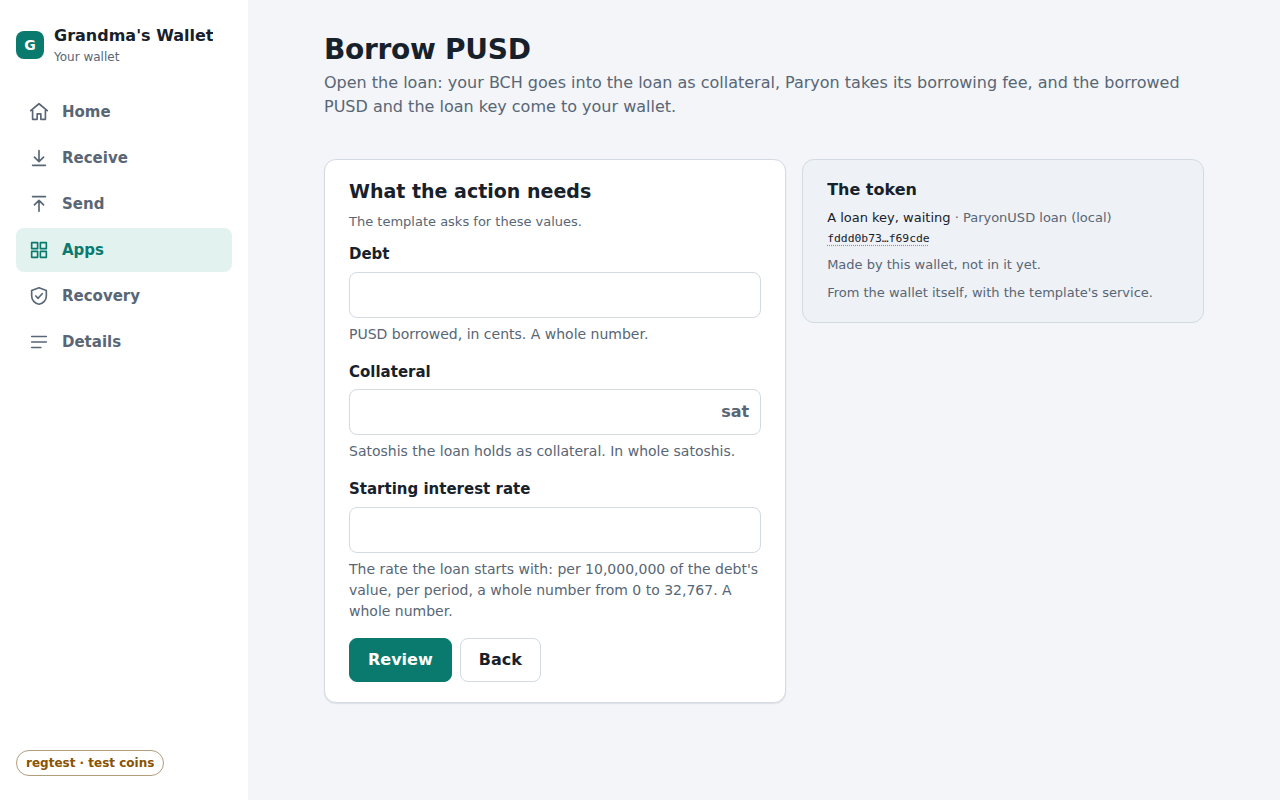 G
Grandma's Wallet
Your wallet
Home
Receive
Send
Apps
Recovery
Details
regtest · test coins
Borrow PUSD
Open the loan: your BCH goes into the loan as collateral, Paryon takes its borrowing fee, and the borrowed
PUSD and the loan key come to your wallet.
What the action needs
The template asks for these values.
Debt
PUSD borrowed, in cents. A whole number.
Collateral
sat
Satoshis the loan holds as collateral. In whole satoshis.
Starting interest rate
The rate the loan starts with: per 10,000,000 of the debt's
value, per period, a whole number from 0 to 32,767. A
whole number.
Review
Back
The token
A loan key, waiting · ParyonUSD loan (local)
fddd0b73…f69cde
Made by this wallet, not in it yet.
From the wallet itself, with the template's service.